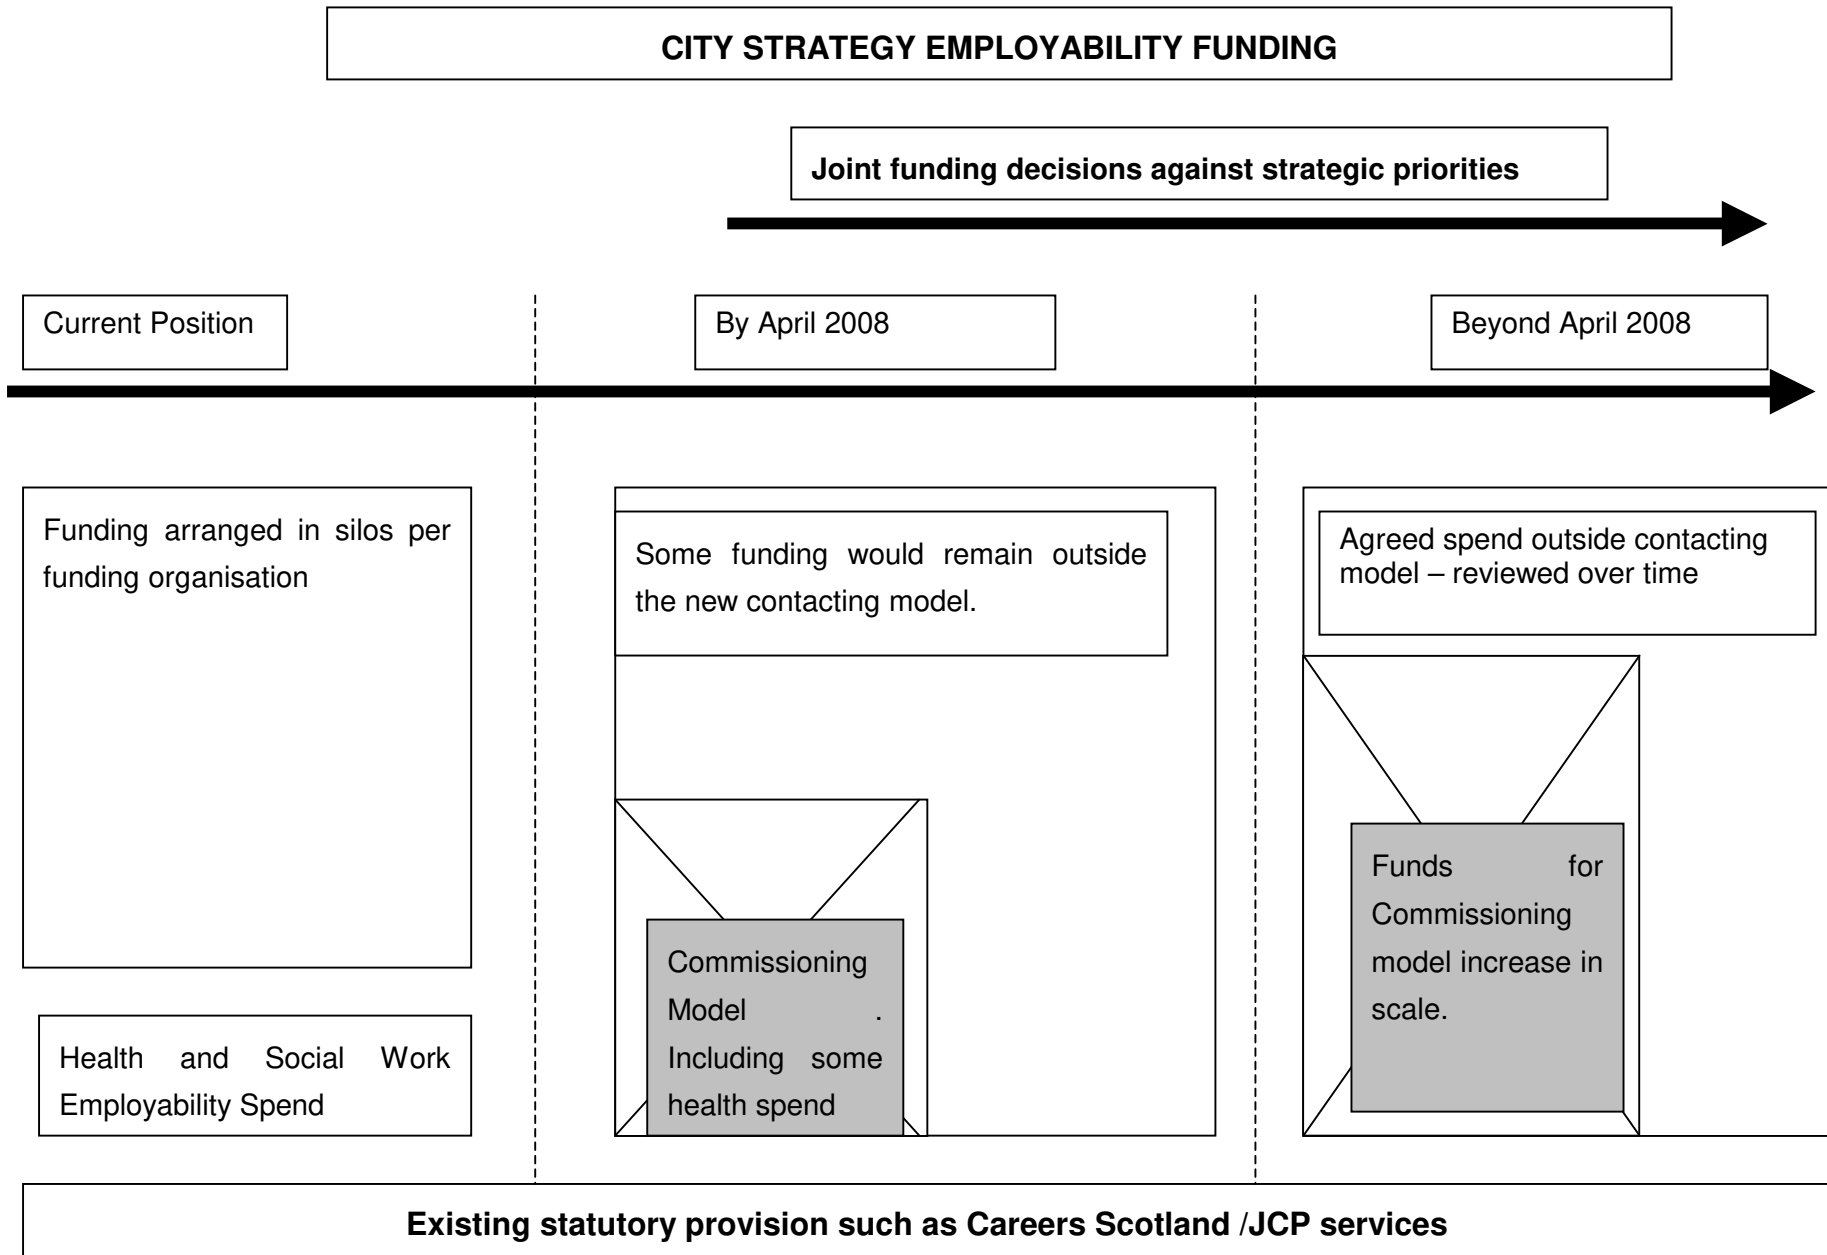 CITY STRATEGY EMPLOYABILITY FUNDING
Joint funding decisions against strategic priorities
Current Position
By April 2008
Beyond April 2008
Funding arranged in silos per
funding organisation
Health and Social Work
Employability Spend
Some funding would remain outside
the new contacting model.
Commissioning
Model .
Including some
health spend
Agreed spend outside contacting
model – reviewed over time
Funds for
Commissioning
model increase in
scale.
Existing statutory provision such as Careers Scotland /JCP services